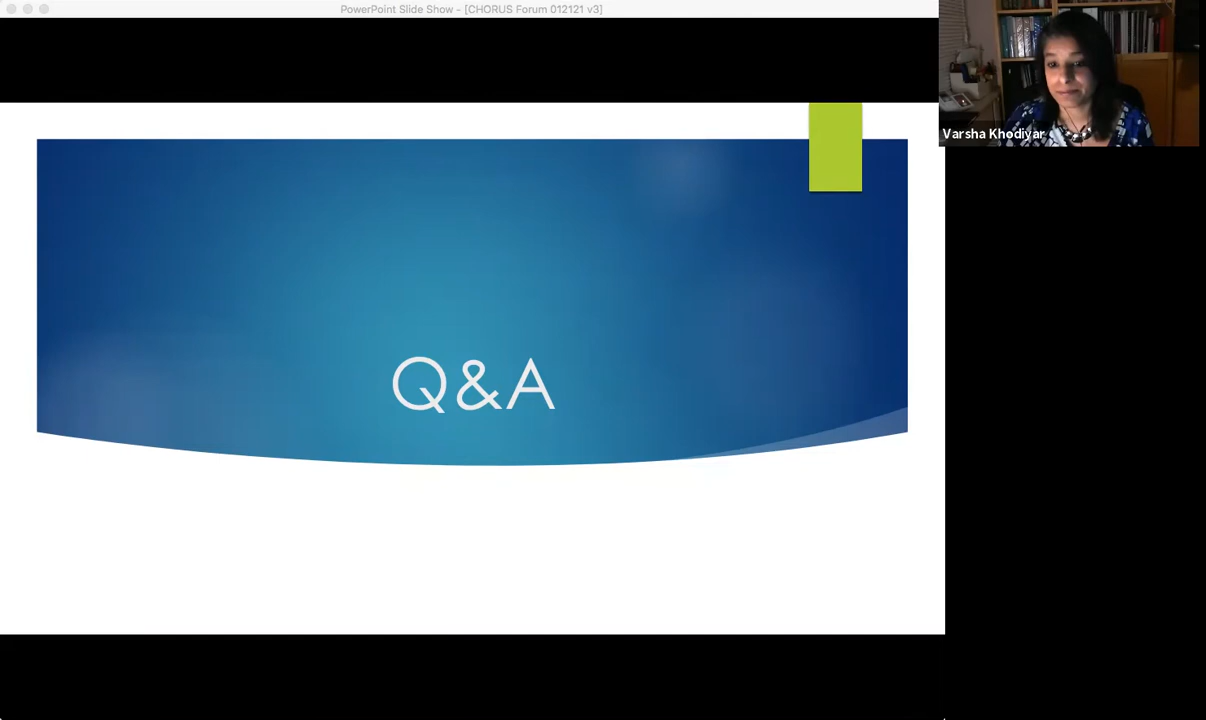 PowerPoint Slide Show - [CHORUS Forum 012121 v3]
Varsha Khodiyar
Q&A